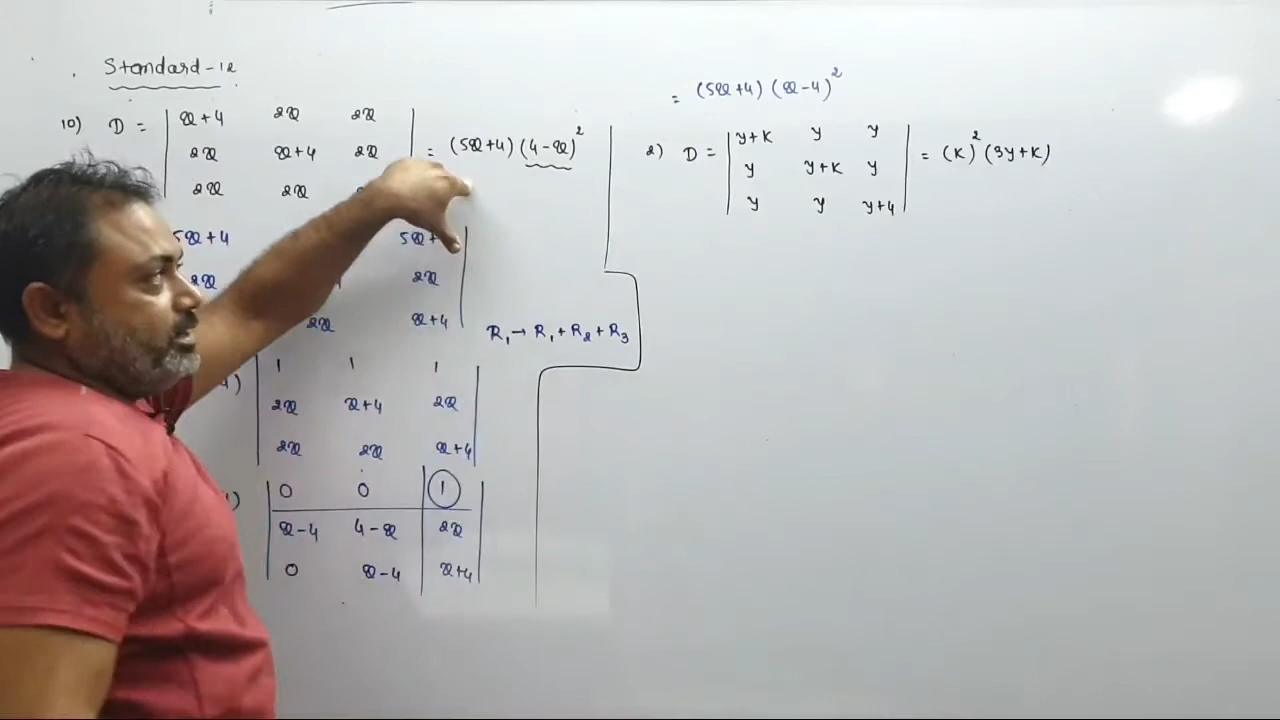 Standard-12
10) D = | x+4 2x 2x |
| 2x x+4 2x | = (5x+4) (4-x)²
| 2x 2x
5x+4 5x+
2x 2x |
2x x+4 |
R₁→ R₁ + R₂ + R₃
) | 1 1 1 |
| 2x x+4 2x |
| 2x 2x x+4 |
) | 0 0 1 |
| x-4 4-x 2x |
| 0 x-4 x+4 |
= (5x+4) (x-4)²
2) D = | y+k y y |
| y y+k y | = (k)² (3y+k)
| y y y+4 |